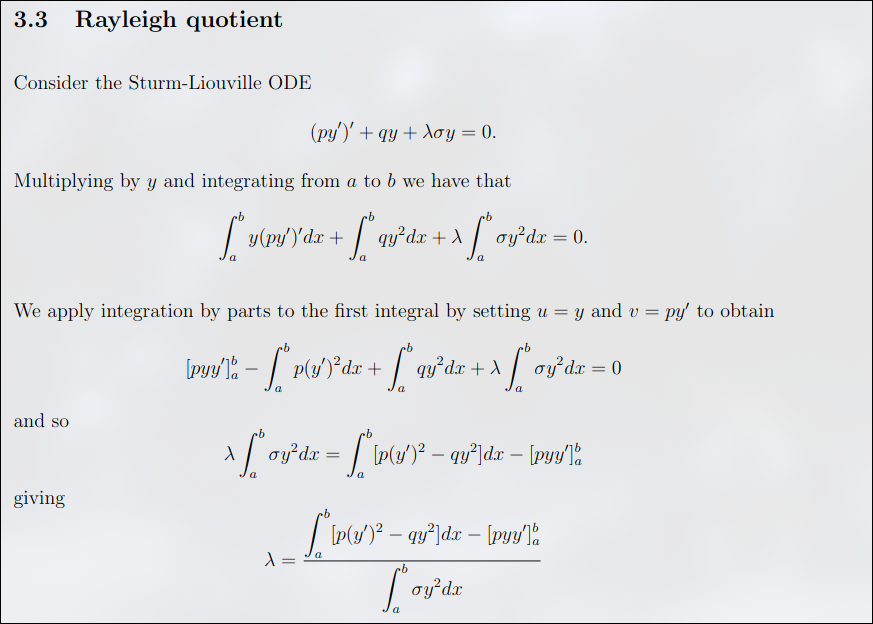 3.3 Rayleigh quotient
Consider the Sturm-Liouville ODE
$(py')' + qy + \lambda\sigma y = 0.$
Multiplying by $y$ and integrating from $a$ to $b$ we have that
$\int_a^b y(py')'dx + \int_a^b qy^2dx + \lambda \int_a^b \sigma y^2dx = 0.$
We apply integration by parts to the first integral by setting $u = y$ and $v = py'$ to obtain
$[pyy']_a^b - \int_a^b p(y')^2dx + \int_a^b qy^2dx + \lambda \int_a^b \sigma y^2dx = 0$
and so
$\lambda \int_a^b \sigma y^2dx = \int_a^b [p(y')^2 - qy^2]dx - [pyy']_a^b$
giving
$\lambda = \frac{\int_a^b [p(y')^2 - qy^2]dx - [pyy']_a^b}{\int_a^b \sigma y^2dx}$